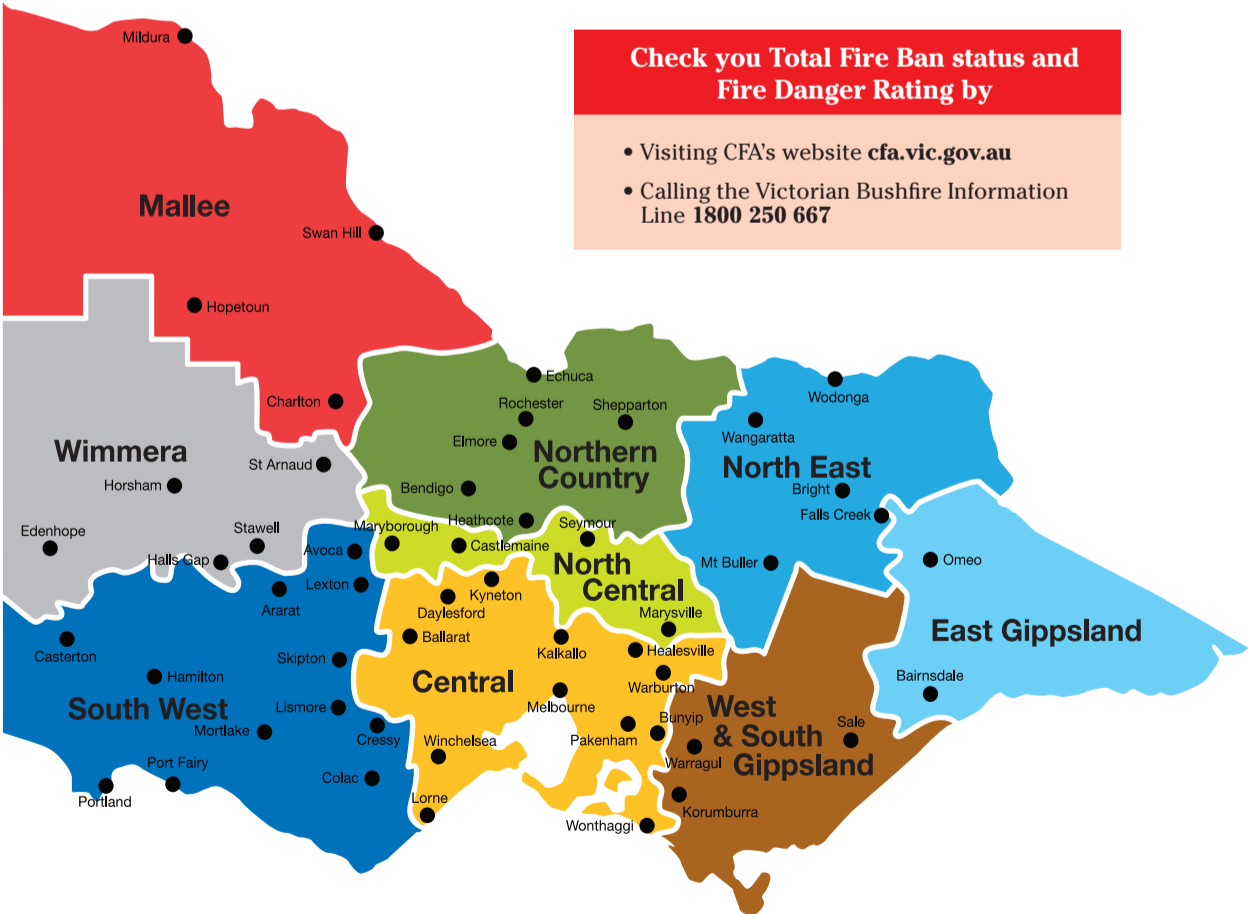 Check you Total Fire Ban status and
Fire Danger Rating by
• Visiting CFA's website cfa.vic.gov.au
• Calling the Victorian Bushfire Information
Line 1800 250 667
Mildura
Mallee
Swan Hill
Hopetoun
Charlton
Wimmera
St Arnaud
Horsham
Edenhope
Stawell
Halls Gap
Echuca
Rochester
Shepparton
Elmore
Northern
Country
Bendigo
Heathcote
Wodonga
Wangaratta
North East
Bright
Falls Creek
Mt Buller
Maryborough
Castlemaine
Seymour
North
Central
Marysville
Omeo
East Gippsland
Bairnsdale
Avoca
Lexton
Ararat
Casterton
Hamilton
Skipton
South West
Lismore
Mortlake
Cressy
Port Fairy
Portland
Colac
Kyneton
Daylesford
Ballarat
Kalkallo
Healesville
Warburton
Central
Melbourne
Pakenham
Bunyip
Winchelsea
Lorne
Wonthaggi
West
& South
Gippsland
Sale
Warragul
Korumburra